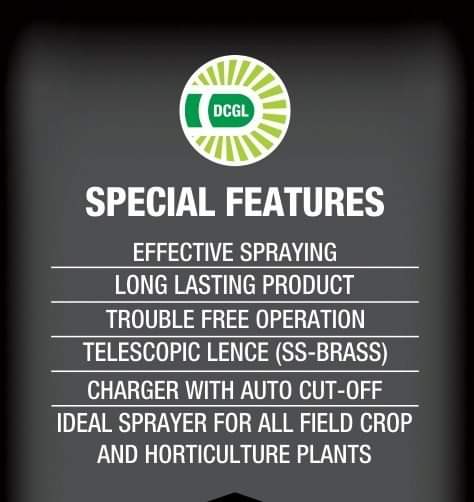 DCGL
SPECIAL FEATURES
EFFECTIVE SPRAYING
LONG LASTING PRODUCT
TROUBLE FREE OPERATION
TELESCOPIC LENCE (SS-BRASS)
CHARGER WITH AUTO CUT-OFF
IDEAL SPRAYER FOR ALL FIELD CROP
AND HORTICULTURE PLANTS